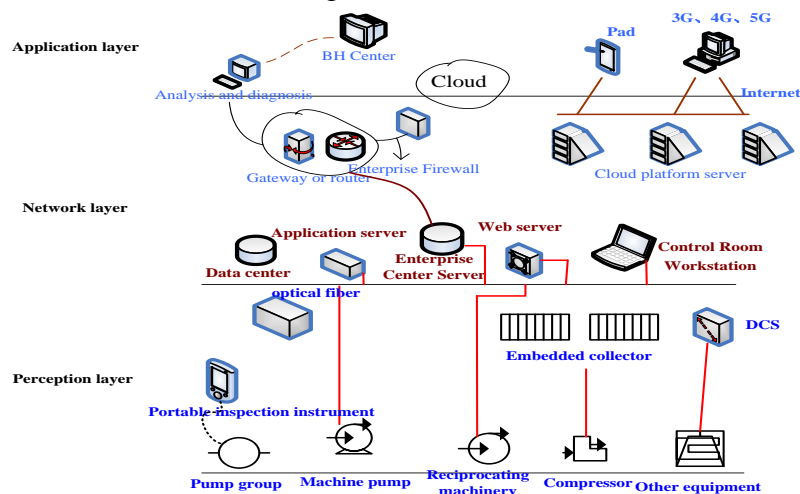 Application layer
3G、4G、5G
Pad
BH Center
Cloud
Analysis and diagnosis
Internet
Enterprise Firewall
Gateway or router
Cloud platform server
Network layer
Application server
Web server
Enterprise
Center Server
Control Room
Workstation
Data center
optical fiber
DCS
Embedded collector
Perception layer
Portable inspection instrument
Pump group
Machine pump
Reciprocating
machinery
Compressor
Other equipment